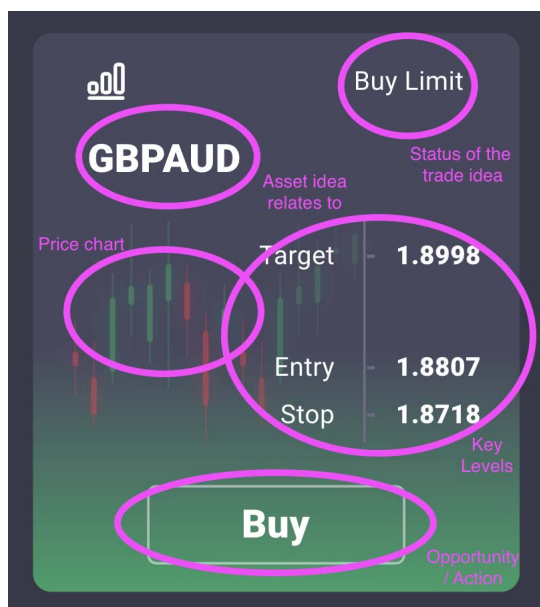 Buy Limit
GBPAUD
Status of the
trade idea
Asset idea
relates to
Price chart
Target 1.8998
Entry 1.8807
Stop 1.8718
Key
Levels
Buy
Opportunity
/ Action